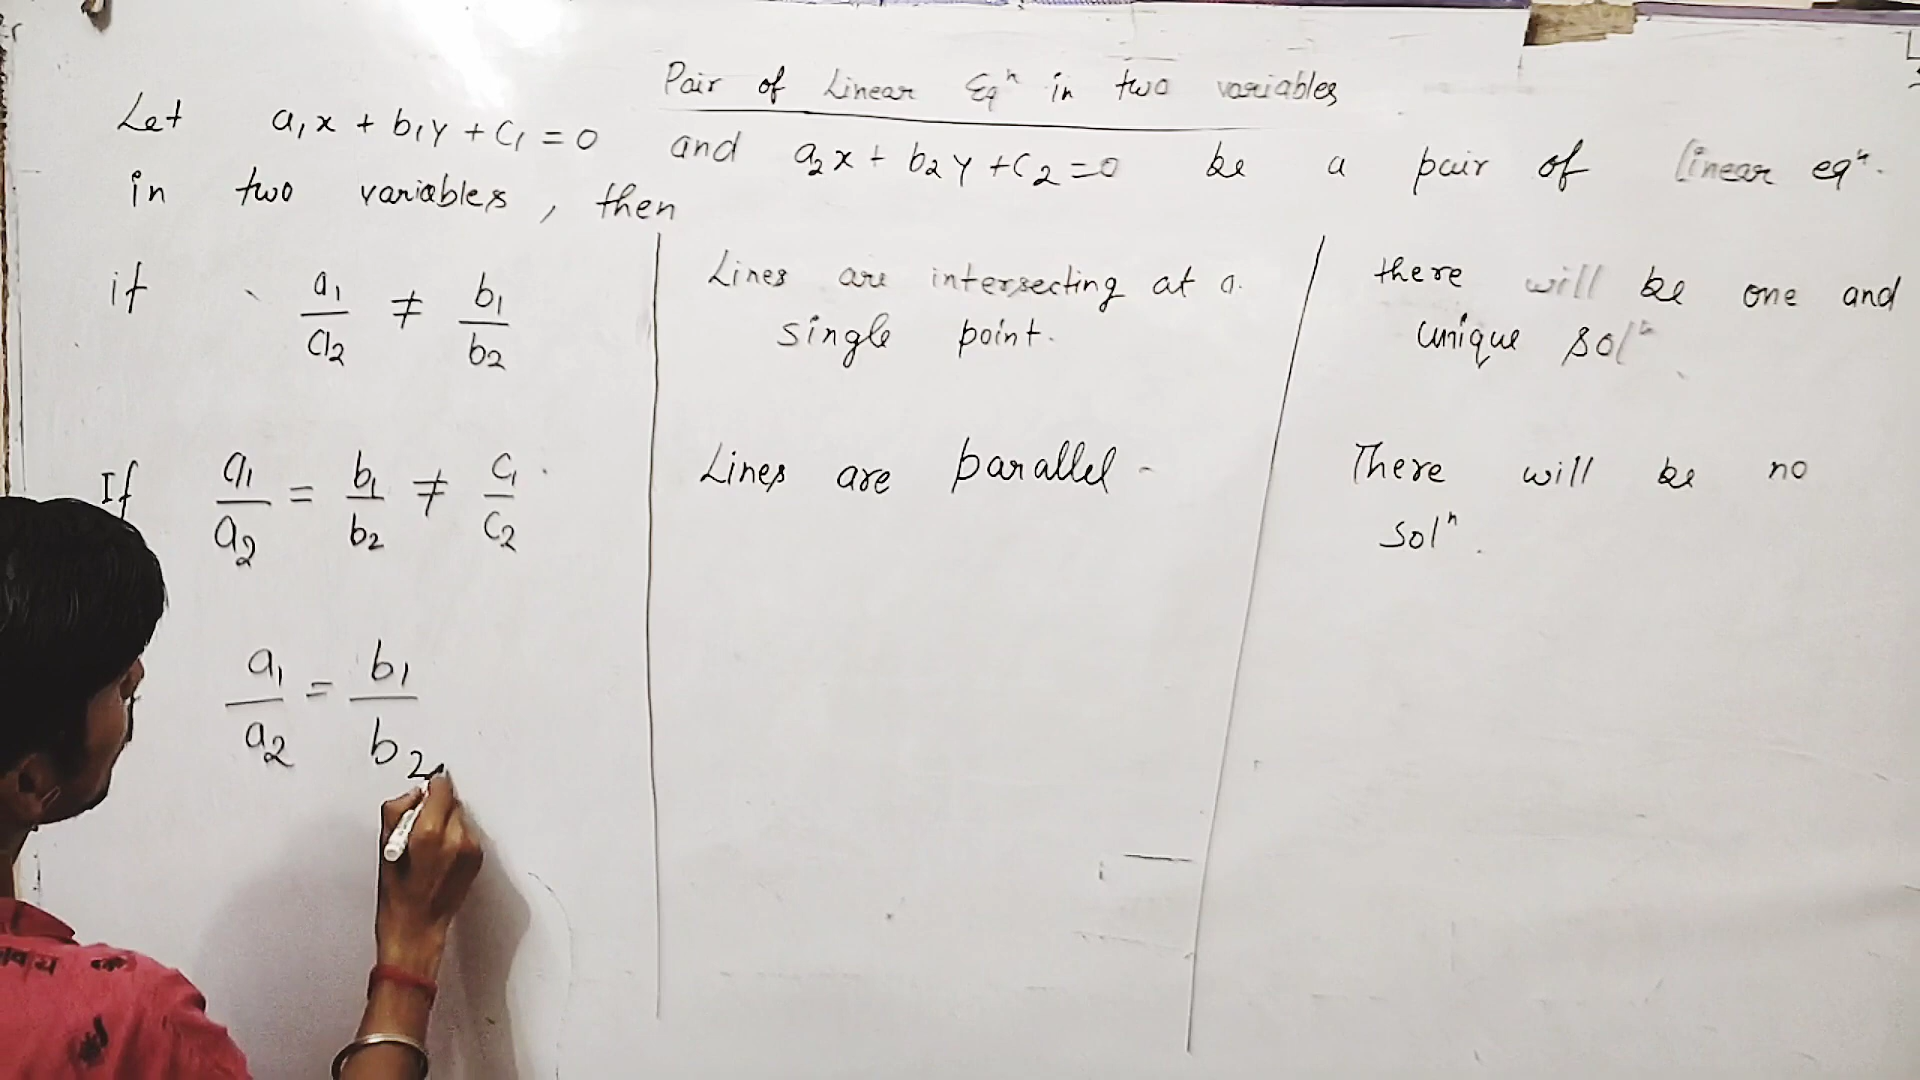 Pair of Linear Eqⁿ in two variables
Let a₁x + b₁y + c₁ = 0 and a₂x + b₂y + c₂ = 0 be a pair of linear eqⁿ.
in two variables, then
if a₁/a₂ ≠ b₁/b₂
Lines are intersecting at a
single point.
there will be one and
unique solⁿ
If a₁/a₂ = b₁/b₂ ≠ c₁/c₂
Lines are parallel
There will be no
solⁿ.
a₁/a₂ = b₁/b₂